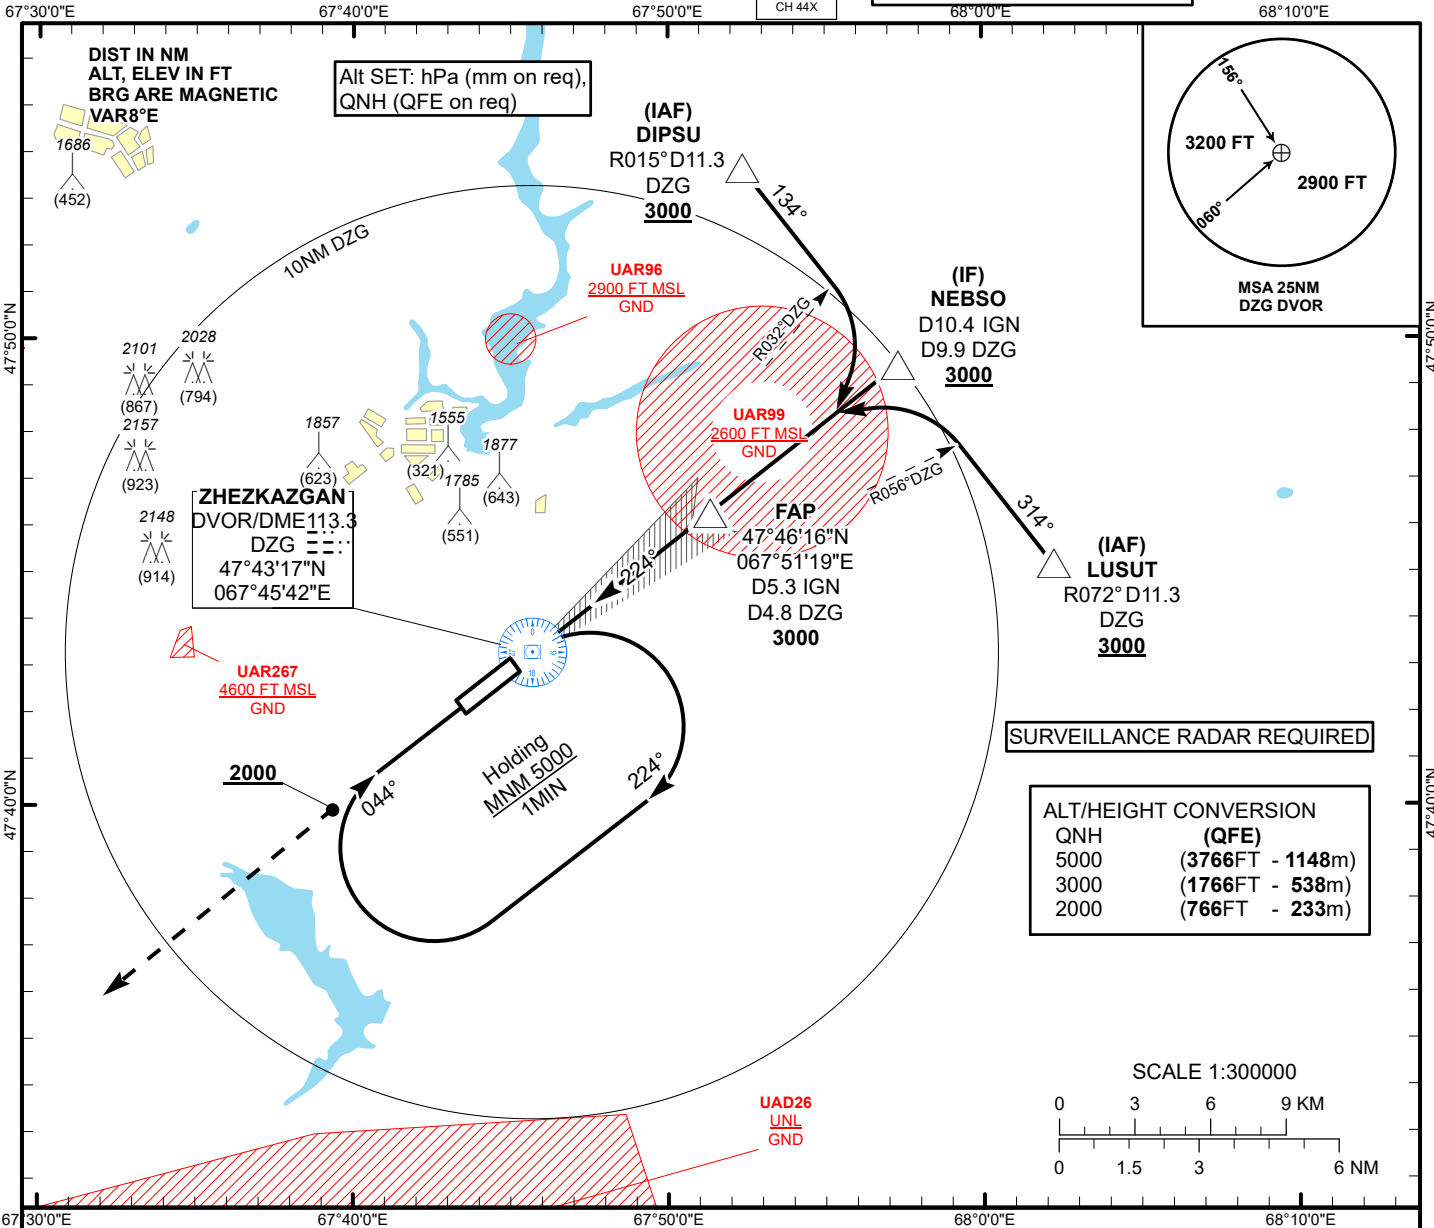 67°30'0"E
67°40'0"E
67°50'0"E
CH 44X
68°0'0"E
68°10'0"E
DIST IN NM
ALT, ELEV IN FT
BRG ARE MAGNETIC
VAR8°E
Alt SET: hPa (mm on req),
QNH (QFE on req)
1686
(452)
(IAF)
DIPSU
R015° D11.3
DZG
3000
134°
156°
3200 FT
2900 FT
060°
MSA 25NM
DZG DVOR
10NM DZG
UAR96
2900 FT MSL
GND
R032°DZG
(IF)
NEBSO
D10.4 IGN
D9.9 DZG
3000
47°50'0"N
47°50'0"N
2101
(867)
2028
(794)
2157
(923)
2148
(914)
1857
(623)
1555
(321)
1877
(643)
1785
(551)
UAR99
2600 FT MSL
GND
R056°DZG
314°
ZHEZKAZGAN
DVOR/DME113.3
DZG
47°43'17"N
067°45'42"E
FAP
47°46'16"N
067°51'19"E
D5.3 IGN
D4.8 DZG
3000
224°
(IAF)
LUSUT
R072° D11.3
DZG
3000
0
9
18
27
UAR267
4600 FT MSL
GND
SURVEILLANCE RADAR REQUIRED
2000
044°
Holding
MNM 5000
1MIN
224°
47°40'0"N
47°40'0"N
ALT/HEIGHT CONVERSION
QNH (QFE)
5000 (3766FT - 1148m)
3000 (1766FT - 538m)
2000 (766FT - 233m)
SCALE 1:300000
0 3 6 9 KM
0 1.5 3 6 NM
UAD26
UNL
GND
67°30'0"E
67°40'0"E
67°50'0"E
68°0'0"E
68°10'0"E